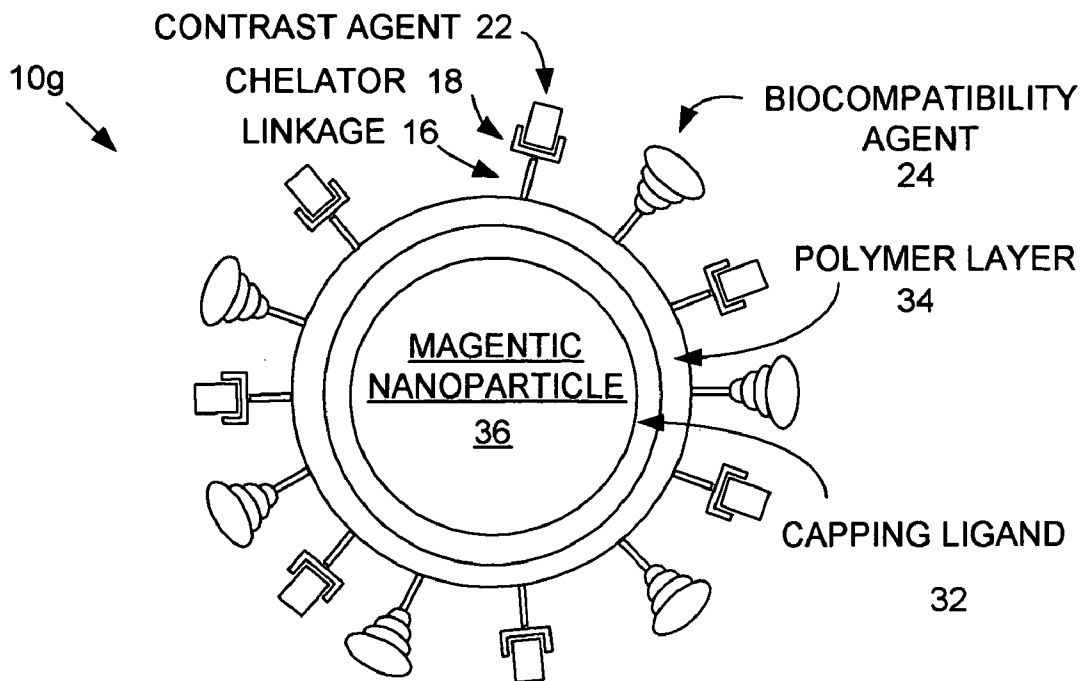 CONTRAST AGENT 22
10g
CHELATOR 18
LINKAGE 16
BIOCOMPATIBILITY
AGENT
24
POLYMER LAYER
34
MAGENTIC
NANOPARTICLE
36
CAPPING LIGAND
32